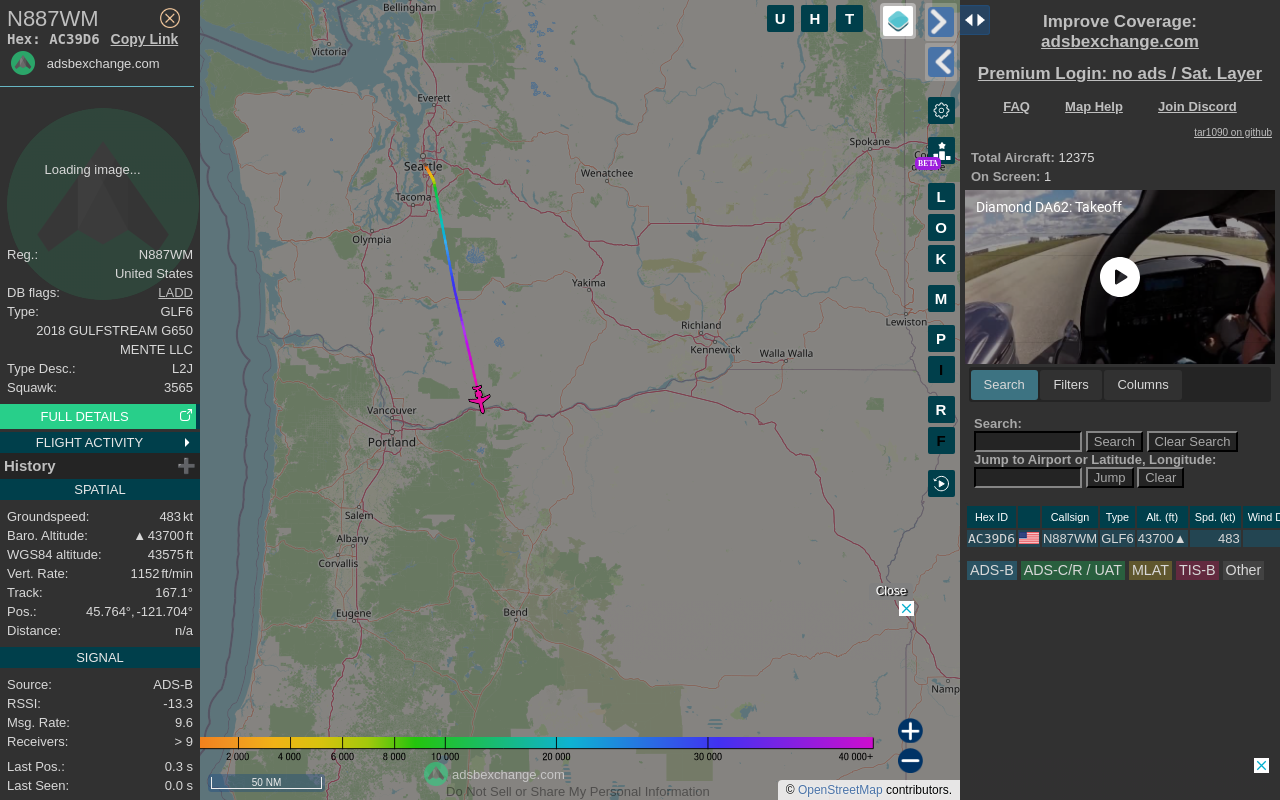 N887WM
Hex: AC39D6 Copy Link
adsbexchange.com
Loading image...
Reg.: N887WM
United States
DB flags: LADD
Type: GLF6
2018 GULFSTREAM G650
MENTE LLC
Type Desc.: L2J
Squawk: 3565
FULL DETAILS
FLIGHT ACTIVITY
History
SPATIAL
Groundspeed: 483 kt
Baro. Altitude: ▲ 43700 ft
WGS84 altitude: 43575 ft
Vert. Rate: 1152 ft/min
Track: 167.1°
Pos.: 45.764°, -121.704°
Distance: n/a
SIGNAL
Source: ADS-B
RSSI: -13.3
Msg. Rate: 9.6
Receivers: > 9
Last Pos.: 0.3 s
Last Seen: 0.0 s
Bellingham
Victoria
Everett
Seattle
Tacoma
Olympia
Wenatchee
Spokane
Yakima
Richland
Kennewick
Walla Walla
Lewiston
Vancouver
Portland
Salem
Albany
Corvallis
Eugene
Bend
Namp
U H T
BETA
L
O
K
M
P
I
R
F
Close
2 000 4 000 6 000 8 000 10 000 20 000 30 000 40 000+
50 NM
adsbexchange.com
Do Not Sell or Share My Personal Information
© OpenStreetMap contributors.
Improve Coverage:
adsbexchange.com
Premium Login: no ads / Sat. Layer
FAQ Map Help Join Discord
tar1090 on github
Total Aircraft: 12375
On Screen: 1
Diamond DA62: Takeoff
Search Filters Columns
Search:
Search Clear Search
Jump to Airport or Latitude, Longitude:
Jump Clear
Hex ID Callsign Type Alt. (ft) Spd. (kt) Wind D
AC39D6 N887WM GLF6 43700▲ 483
ADS-B ADS-C/R / UAT MLAT TIS-B Other